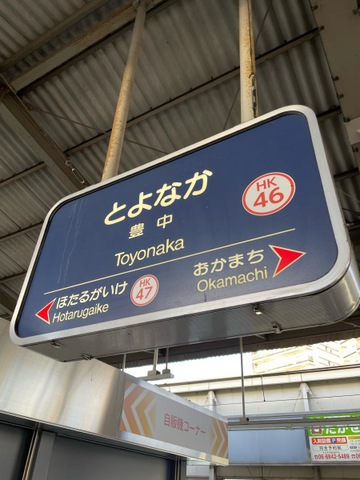 とよなか
豊中
Toyonaka
HK
46
ほたるがいけ
Hotarugaike
HK
47
おかまち
Okamachi
自販機コーナー